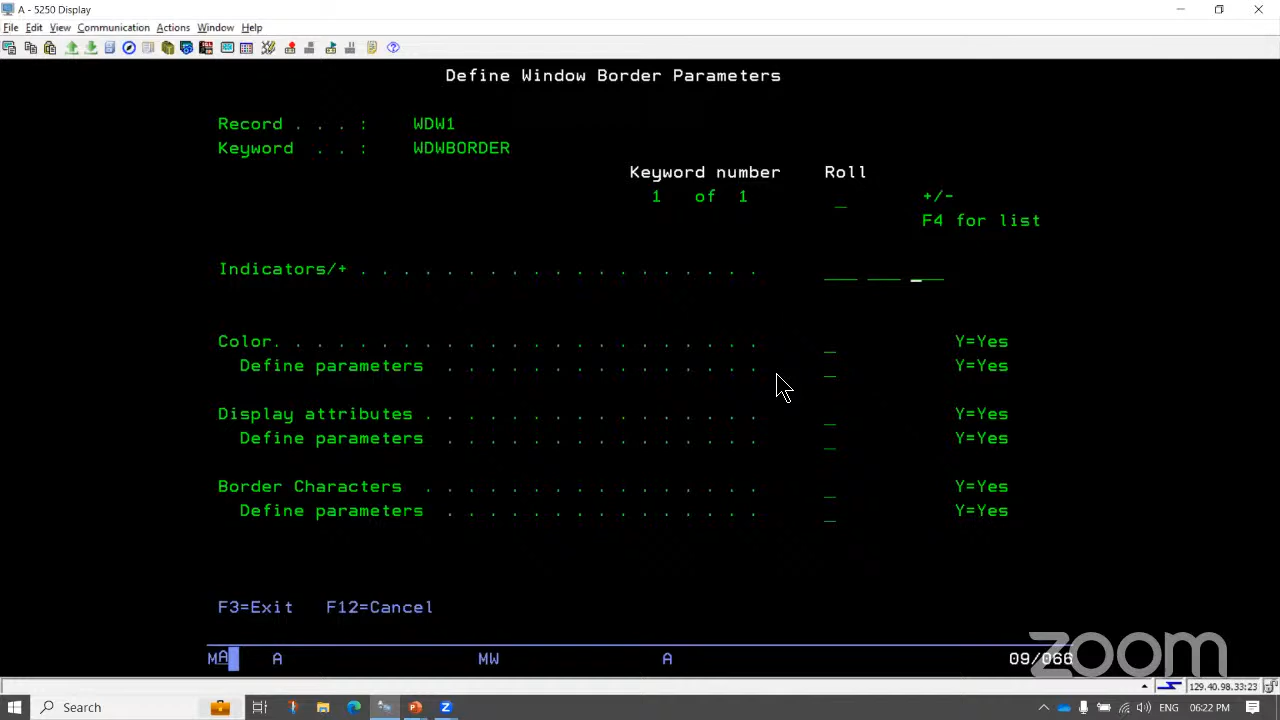 A - 5250 Display
File Edit View Communication Actions Window Help
Define Window Border Parameters
Record . . . : WDW1
Keyword . . : WDWBORDER
Keyword number Roll
1 of 1 _ +/-
F4 for list
Indicators/+ . . . . . . . . . . . . . . . . . . . ___ ___ ___
Color. . . . . . . . . . . . . . . . . . . . . . . _ Y=Yes
Define parameters . . . . . . . . . . . . . . . _ Y=Yes
Display attributes . . . . . . . . . . . . . . . . _ Y=Yes
Define parameters . . . . . . . . . . . . . . . _ Y=Yes
Border Characters . . . . . . . . . . . . . . . . _ Y=Yes
Define parameters . . . . . . . . . . . . . . . _ Y=Yes
F3=Exit F12=Cancel
MA A MW A 09/066
zoom
129.40.98.33:23
Search ENG 06:22 PM